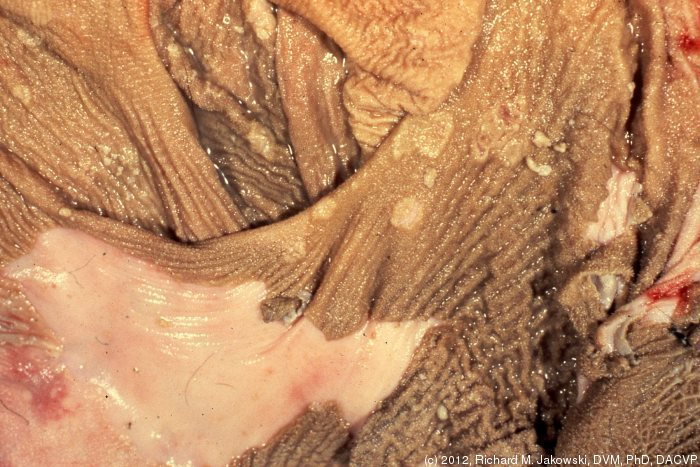 (c) 2012, Richard M. Jakowski, DVM, PhD, DACVP